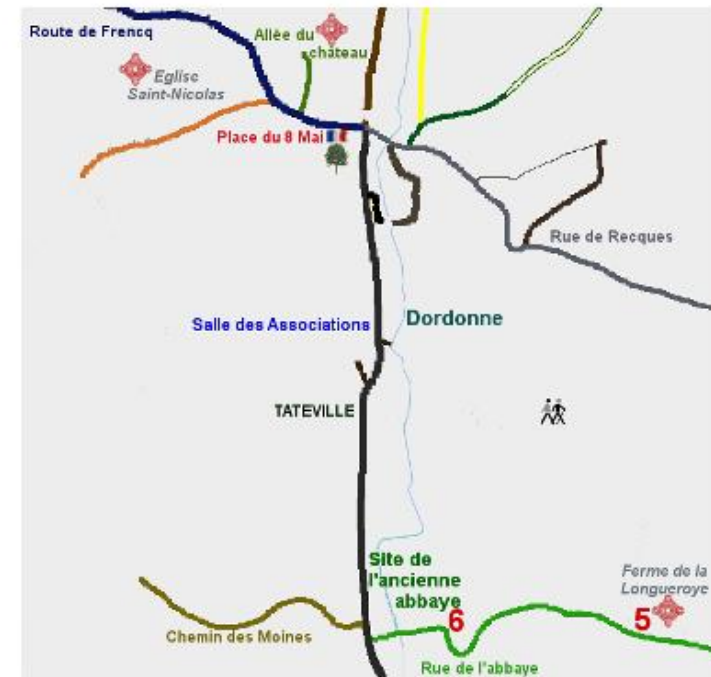 Route de Frencq
Allée du
château
Eglise
Saint-Nicolas
Place du 8 Mai
Rue de Recques
Salle des Associations
Dordonne
TATEVILLE
Site de
l'ancienne
abbaye
6
Ferme de la
Longueroye
5
Chemin des Moines
Rue de l'abbaye